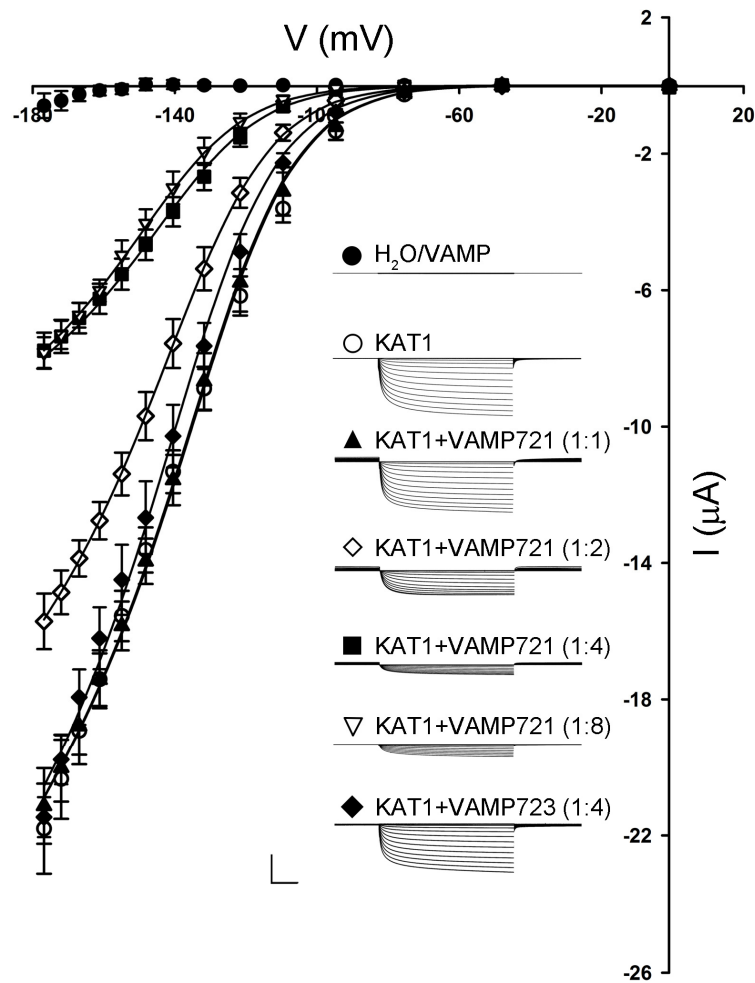 2
V (mV)
-180 -140 -100 -60 -20 20
-2
H₂O/VAMP
-6
KAT1
-10
KAT1+VAMP721 (1:1)
I (μA)
KAT1+VAMP721 (1:2)
-14
KAT1+VAMP721 (1:4)
-18
KAT1+VAMP721 (1:8)
KAT1+VAMP723 (1:4)
-22
-26